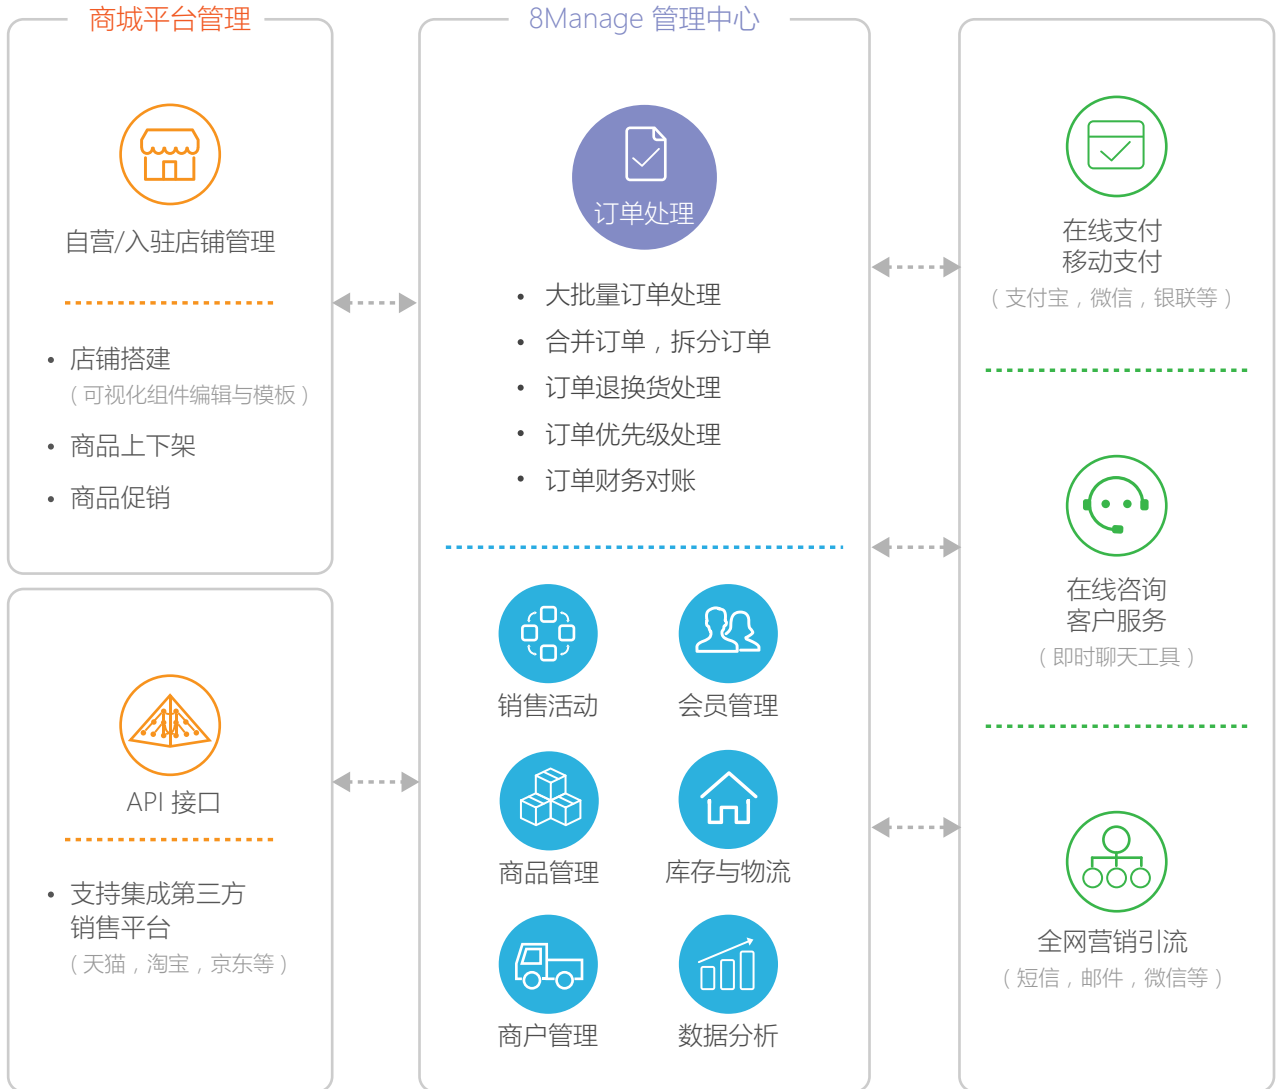 商城平台管理
自营/入驻店铺管理
• 店铺搭建
（可视化组件编辑与模板）
• 商品上下架
• 商品促销
API 接口
• 支持集成第三方
销售平台
（天猫，淘宝，京东等）
8Manage 管理中心
订单处理
• 大批量订单处理
• 合并订单，拆分订单
• 订单退换货处理
• 订单优先级处理
• 订单财务对账
销售活动
会员管理
商品管理
库存与物流
商户管理
数据分析
在线支付
移动支付
（支付宝，微信，银联等）
在线咨询
客户服务
（即时聊天工具）
全网营销引流
（短信，邮件，微信等）